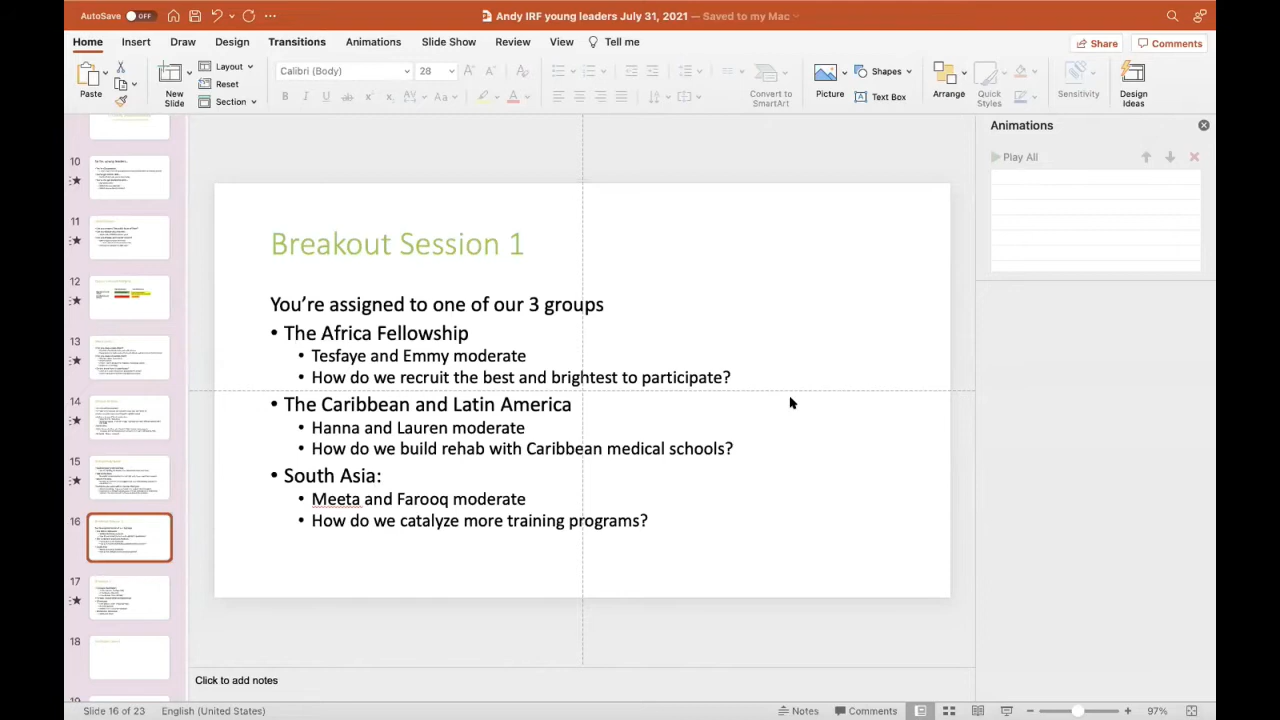 AutoSave OFF
Andy IRF young leaders July 31, 2021 — Saved to my Mac
Home Insert Draw Design Transitions Animations Slide Show Review View Tell me
Share Comments
Paste
New Slide
Layout
Reset
Section
Calibri (Body) 28
Convert to SmartArt
Picture
Shapes
Text Box
Arrange
Quick Styles
Sensitivity
Design Ideas
Animations
Play All
10
11
12
13
14
15
16
17
18
Breakout Session 1
You're assigned to one of our 3 groups
• The Africa Fellowship
• Tesfaye and Emmy moderate
• How do we recruit the best and brightest to participate?
• The Caribbean and Latin America
• Hanna and Lauren moderate
• How do we build rehab with Caribbean medical schools?
• South Asia:
Meeta and Farooq moderate
• How do we catalyze more training programs?
Click to add notes
Slide 16 of 23 English (United States) Notes Comments 97%